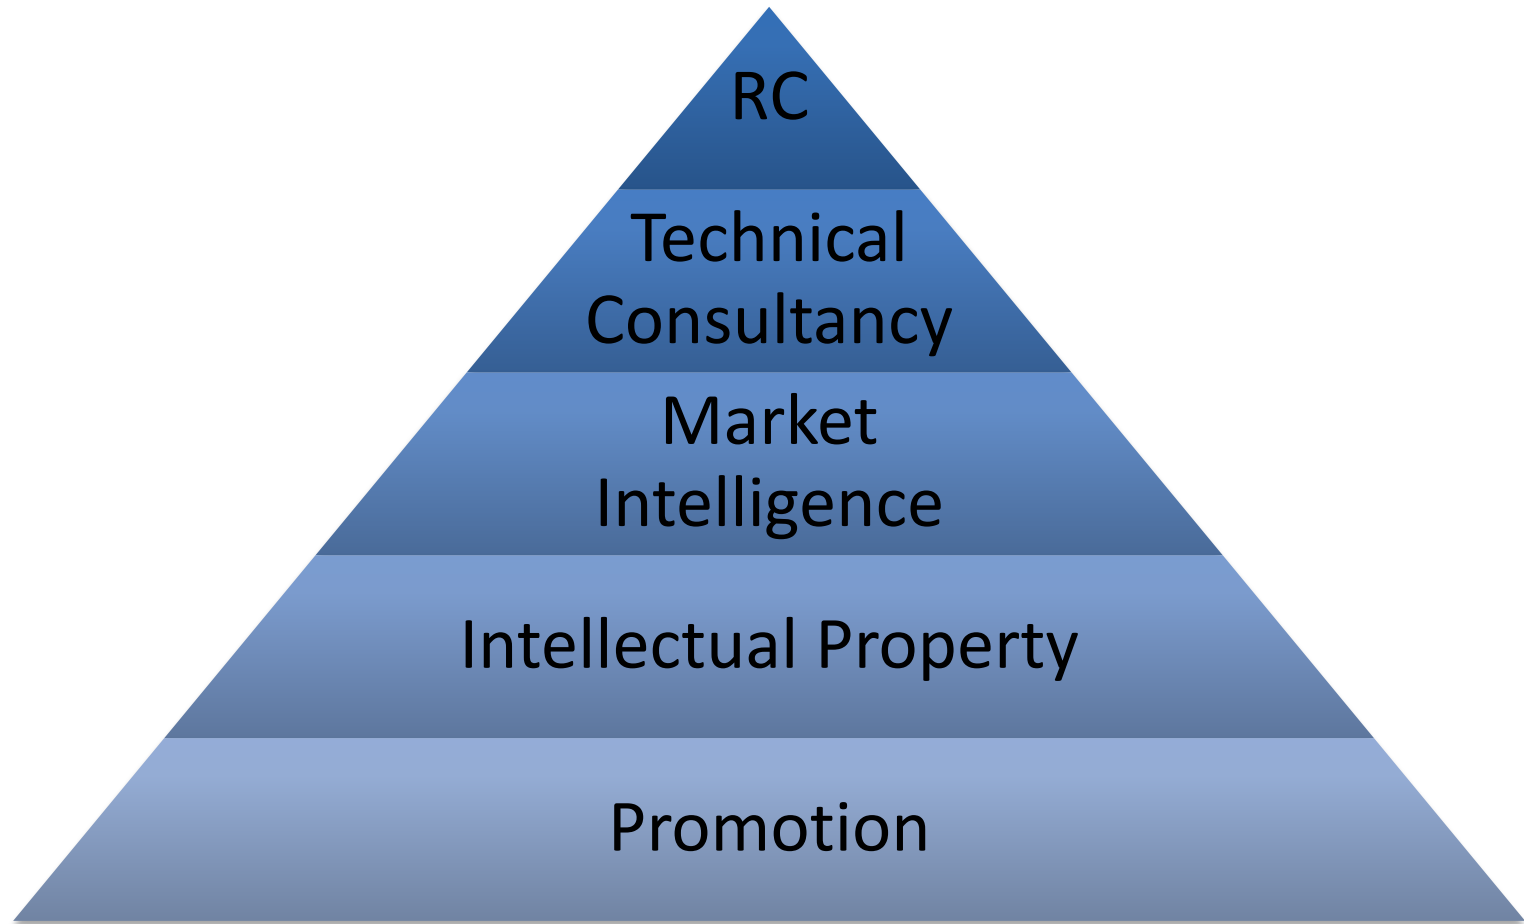 RC
Technical
Consultancy
Market
Intelligence
Intellectual Property
Promotion